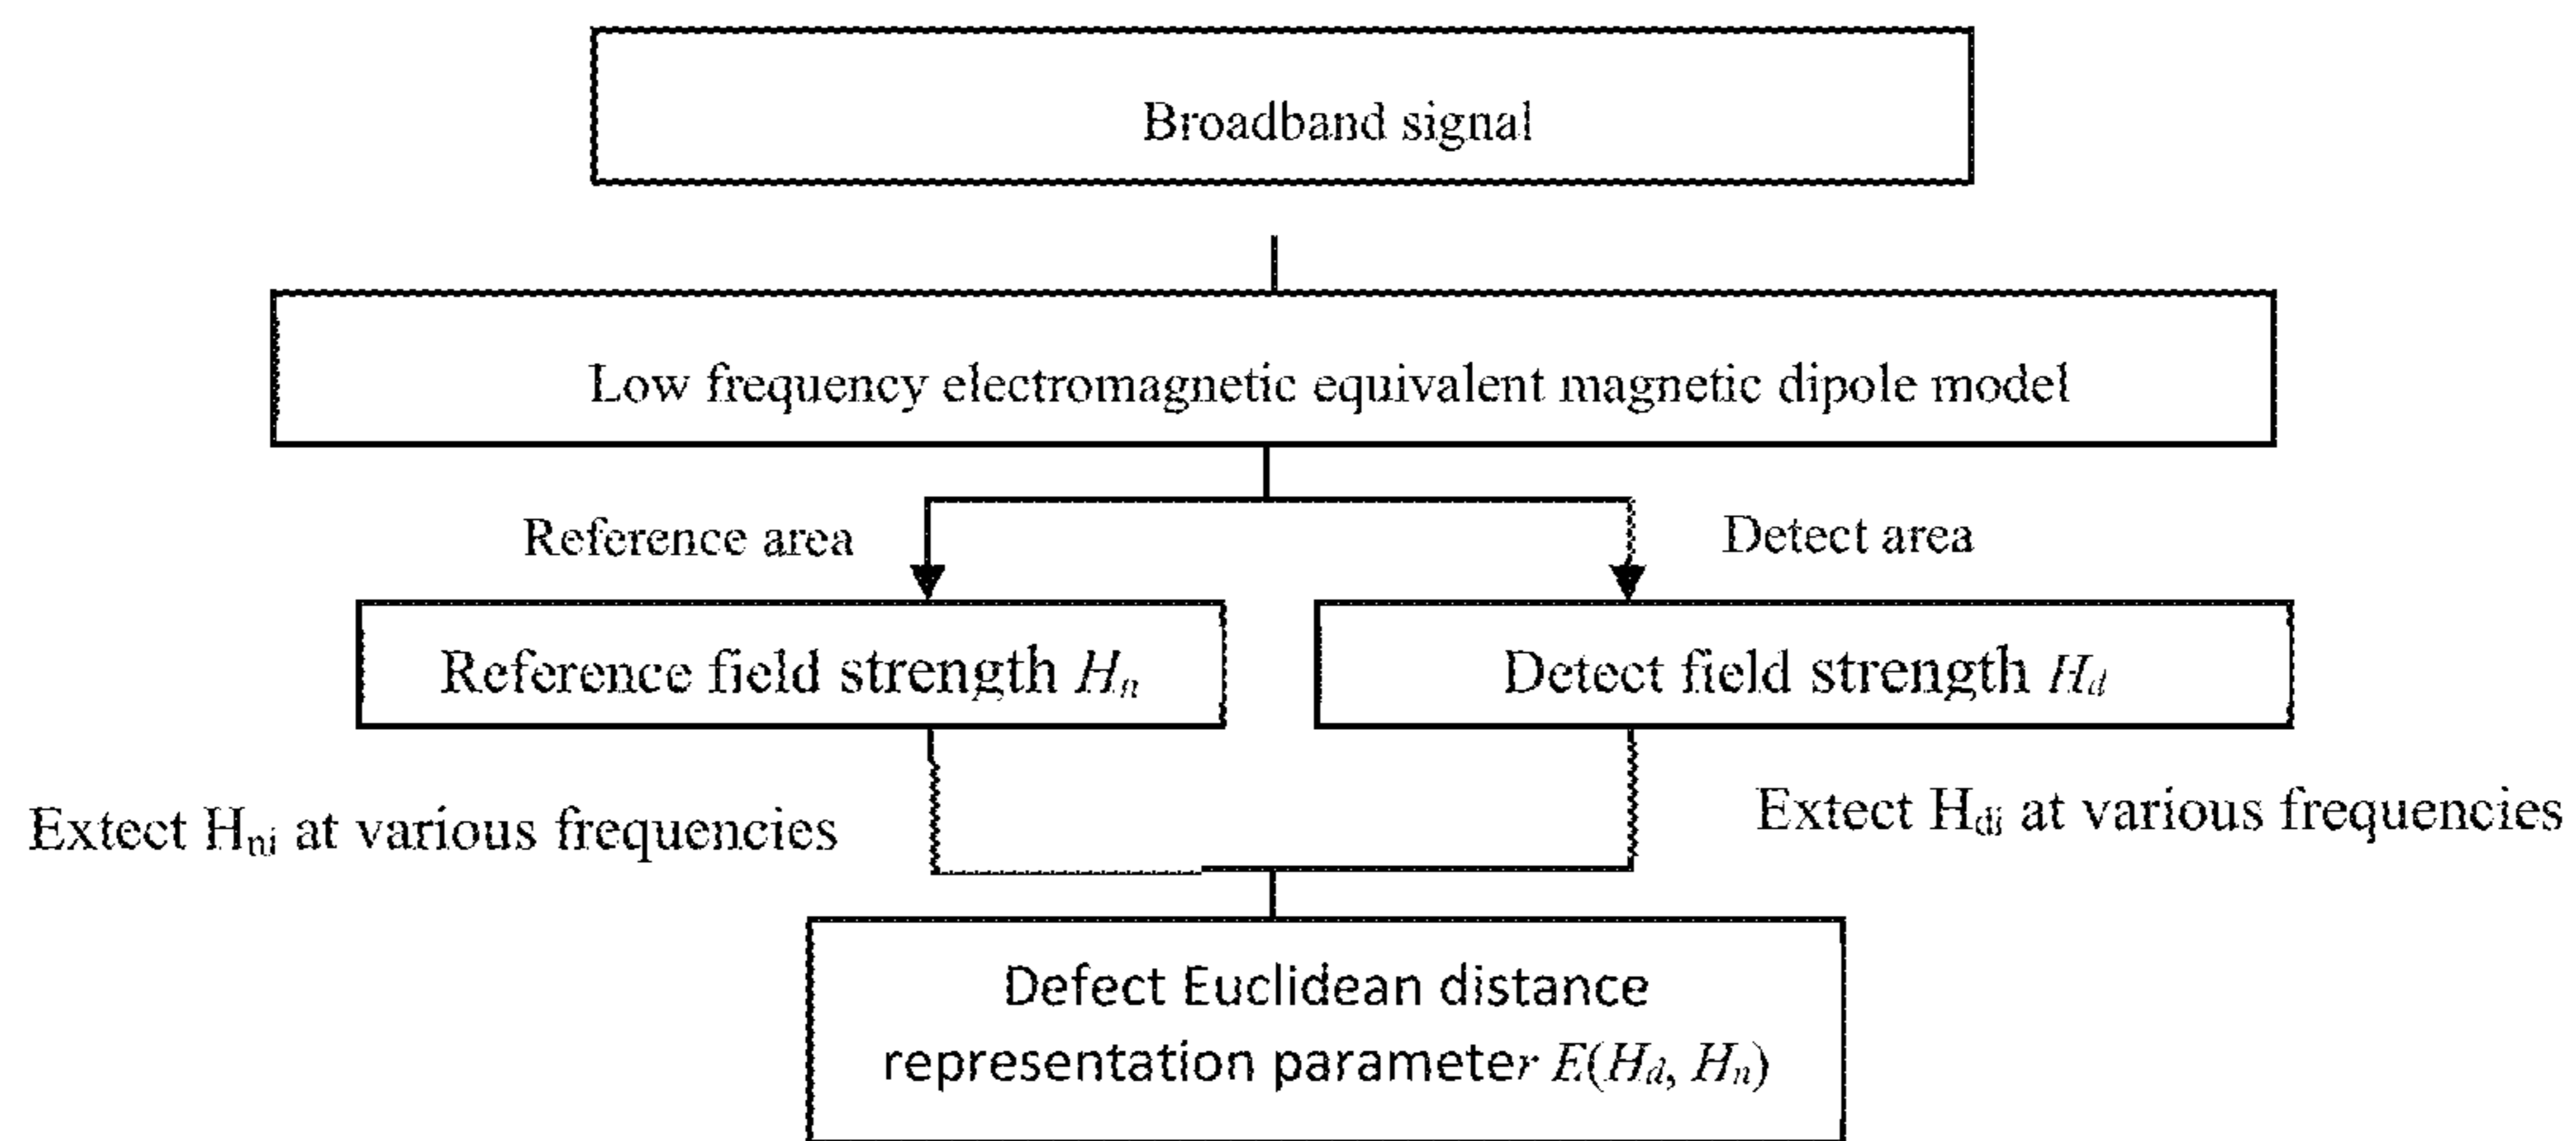 Broadband signal
Low frequency electromagnetic equivalent magnetic dipole model
Reference area
Detect area
Reference field strength Hn
Detect field strength Hd
Extect Hni at various frequencies
Extect Hdi at various frequencies
Defect Euclidean distance
representation parameter E(Hd, Hn)